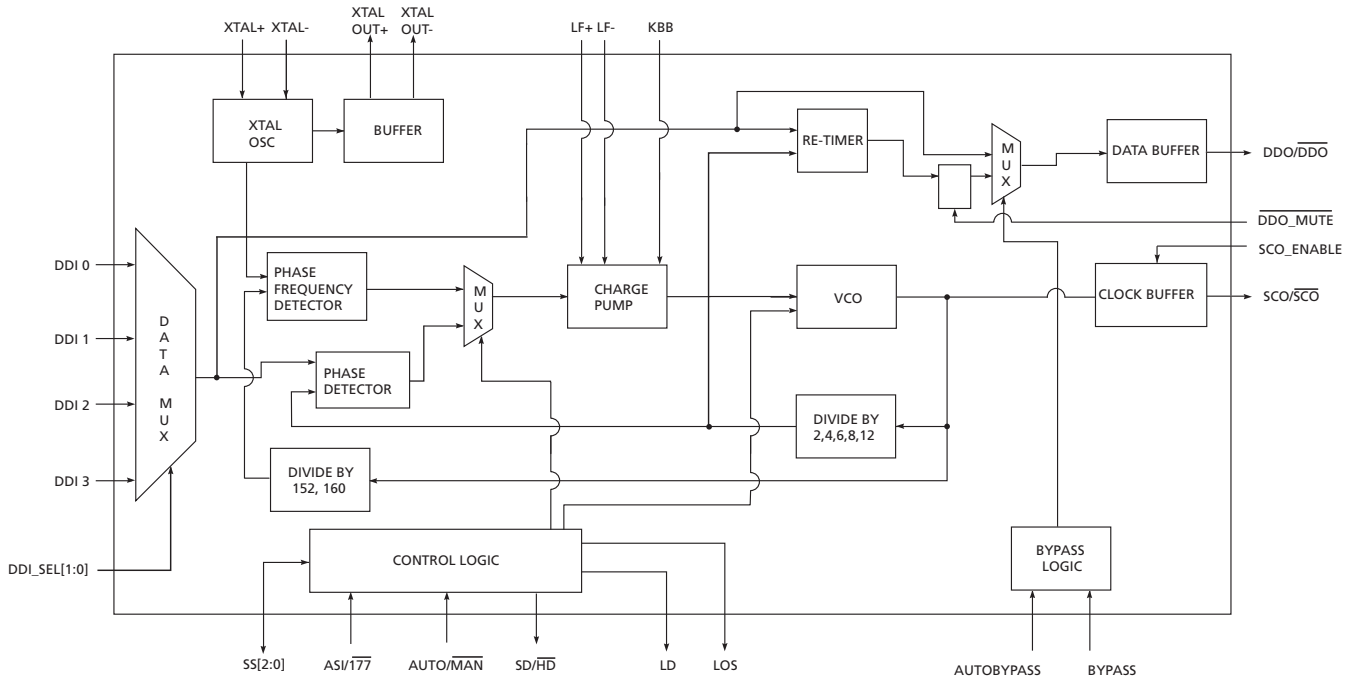 XTAL+ XTAL-
XTAL
OUT+
XTAL
OUT-
LF+ LF-
KBB
XTAL
OSC
BUFFER
RE-TIMER
M
U
X
DATA BUFFER
DDO/DDO
DDO_MUTE
SCO_ENABLE
DDI 0
DDI 1
DDI 2
DDI 3
D
A
T
A
M
U
X
PHASE
FREQUENCY
DETECTOR
M
U
X
CHARGE
PUMP
VCO
CLOCK BUFFER
SCO/SCO
PHASE
DETECTOR
DIVIDE BY
2,4,6,8,12
DIVIDE BY
152, 160
DDI_SEL[1:0]
CONTROL LOGIC
BYPASS
LOGIC
SS[2:0]
ASI/177
AUTO/MAN
SD/HD
LD
LOS
AUTOBYPASS
BYPASS